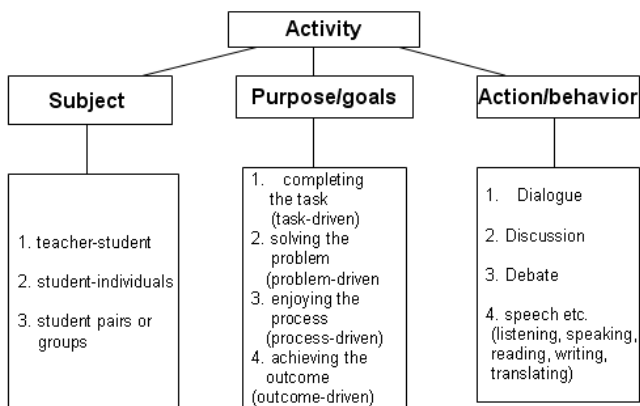 Activity
Subject
Purpose/goals
Action/behavior
1. teacher-student
2. student-individuals
3. student pairs or
groups
1. completing
the task
(task-driven)
2. solving the
problem
(problem-driven
3. enjoying the
process
(process-driven)
4. achieving the
outcome
(outcome-driven)
1. Dialogue
2. Discussion
3. Debate
4. speech etc.
(listening, speaking,
reading, writing,
translating)